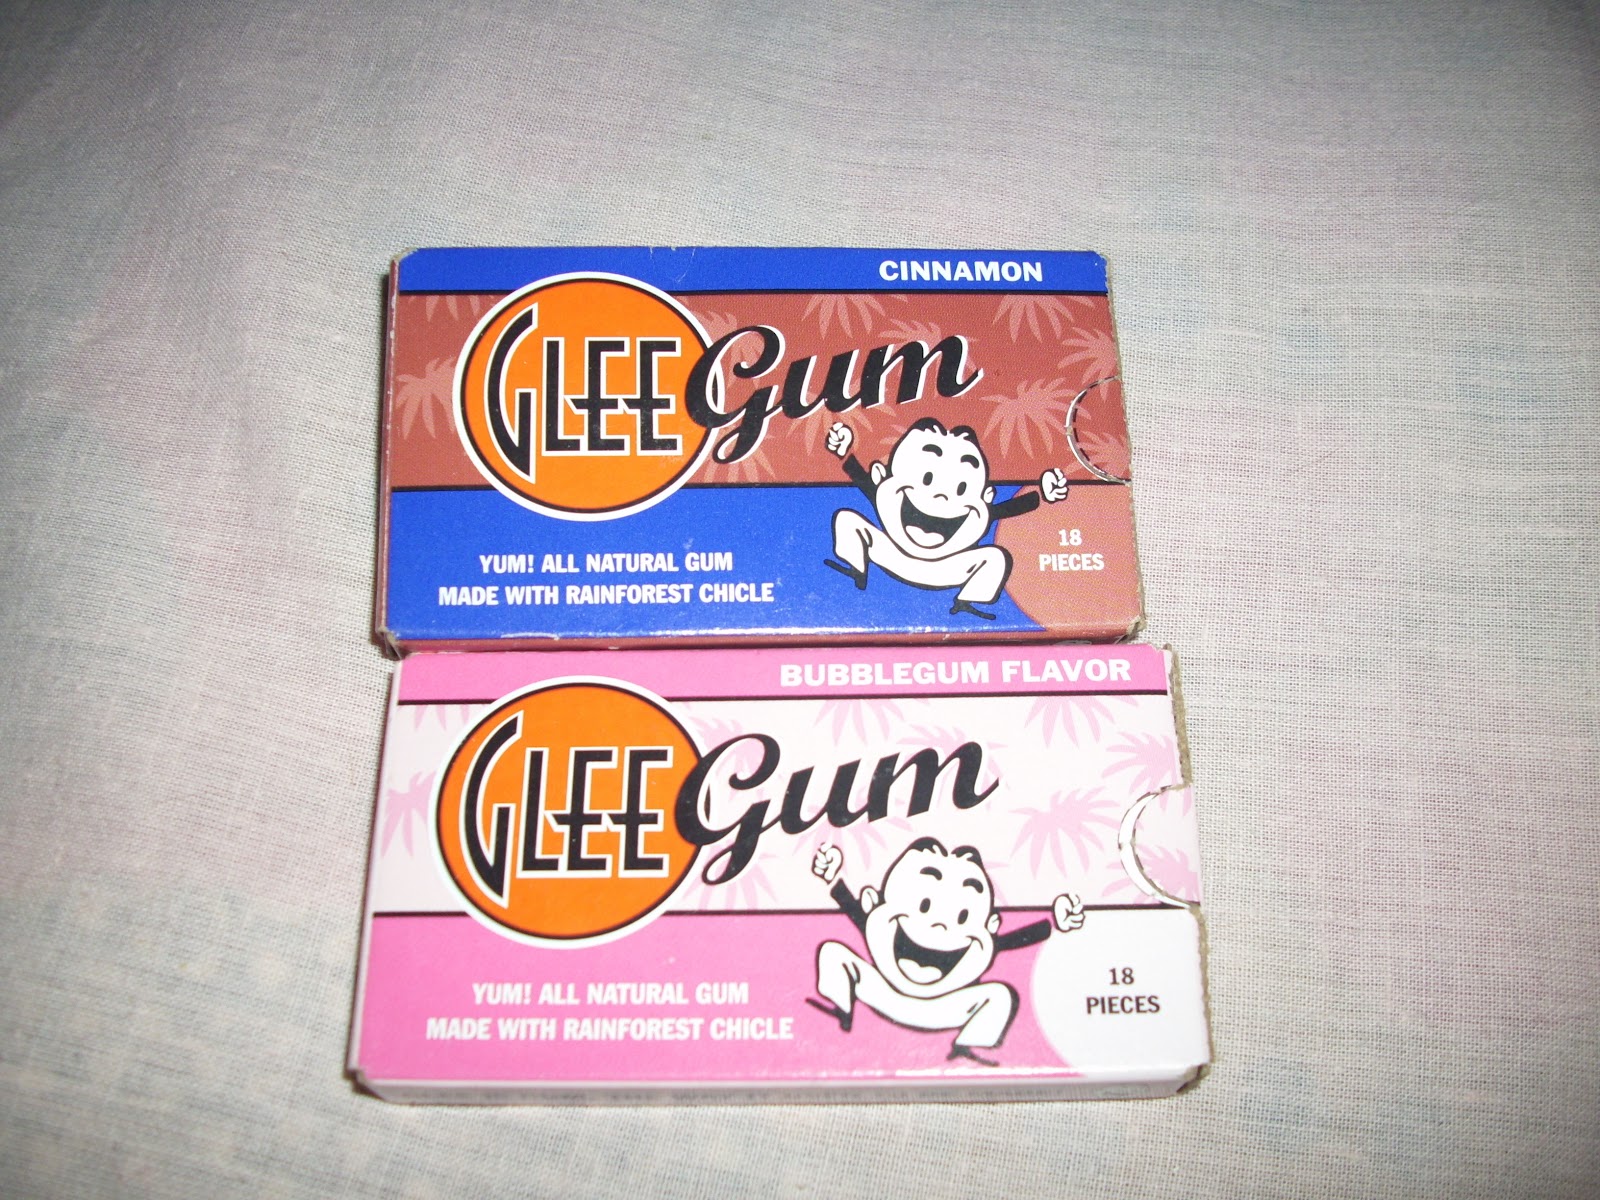 CINNAMON
GLEE Gum
YUM! ALL NATURAL GUM
MADE WITH RAINFOREST CHICLE
18
PIECES
BUBBLEGUM FLAVOR
GLEE Gum
YUM! ALL NATURAL GUM
MADE WITH RAINFOREST CHICLE
18
PIECES